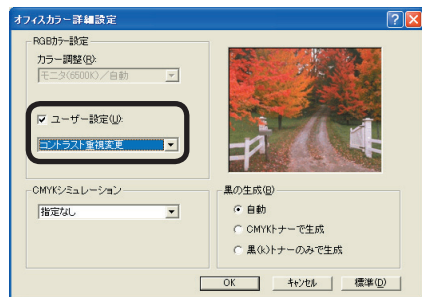 オフィスカラー詳細設定
RGBカラー設定
カラー調整(R):
モニタ(6500K)／自動
ユーザー設定(U):
コントラスト重視変更
CMYKシミュレーション
指定なし
黒の生成(B)
自動
CMYKトナーで生成
黒(K)トナーのみで生成
OK キャンセル 標準(D)